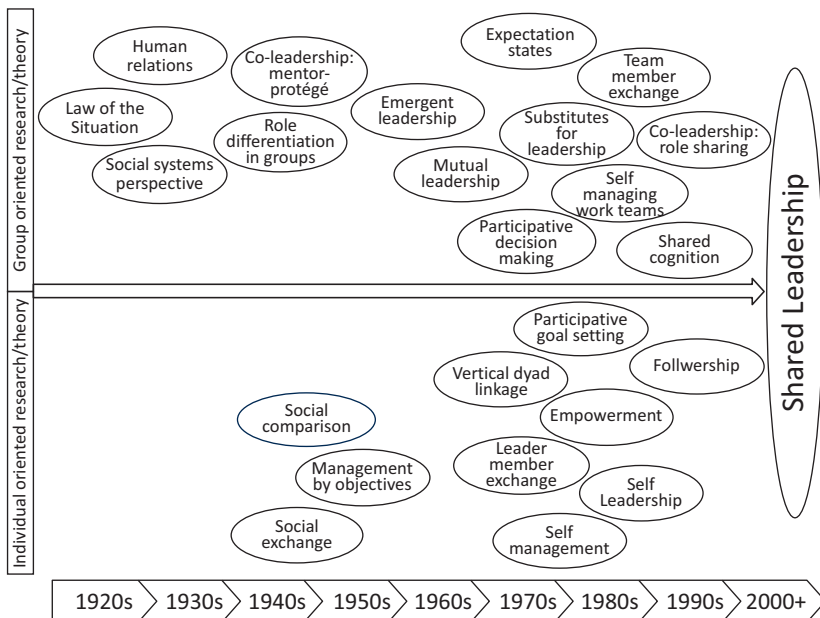 Group oriented research/theory
Human
relations
Co-leadership:
mentor-
protégé
Expectation
states
Team
member
exchange
Law of the
Situation
Emergent
leadership
Role
differentiation
in groups
Substitutes
for
leadership
Co-leadership:
role sharing
Social systems
perspective
Mutual
leadership
Self
managing
work teams
Participative
decision
making
Shared
cognition
Individual oriented research/theory
Participative
goal setting
Vertical dyad
linkage
Follwership
Social
comparison
Empowerment
Management
by objectives
Leader
member
exchange
Self
Leadership
Social
exchange
Self
management
Shared Leadership
1920s
1930s
1940s
1950s
1960s
1970s
1980s
1990s
2000+